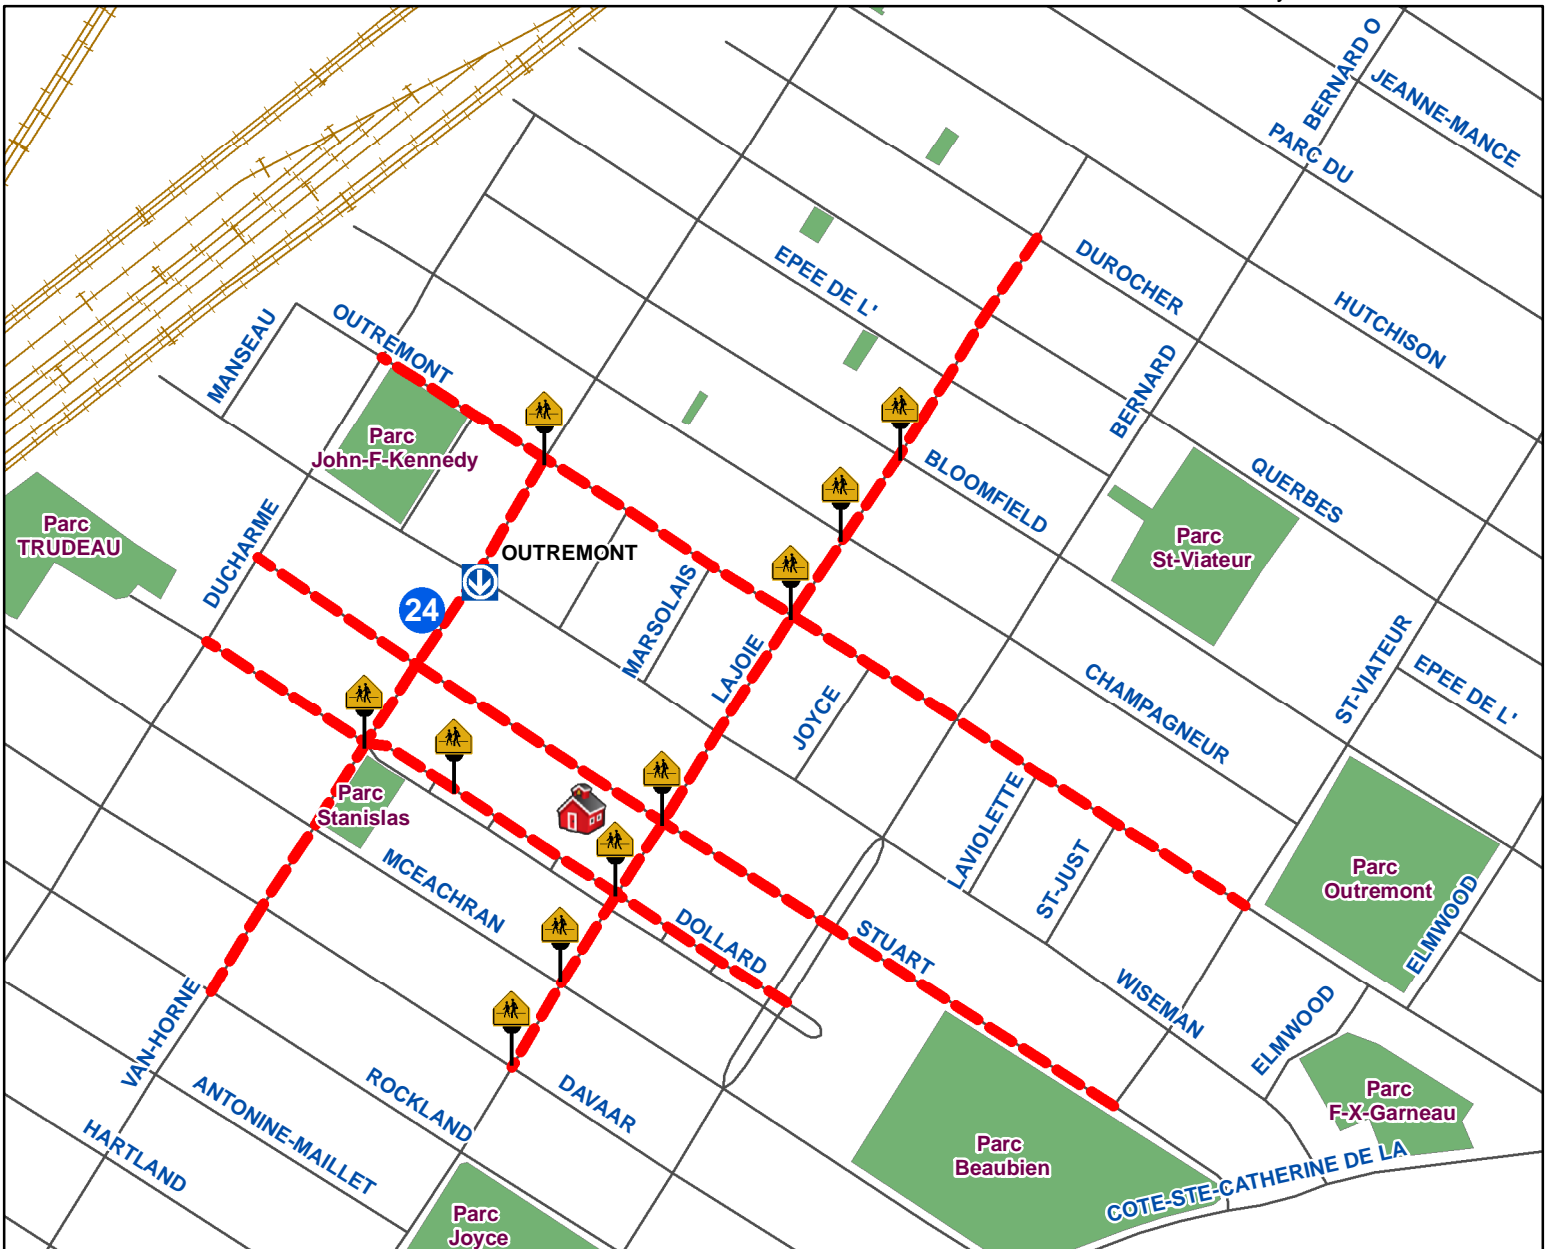 BERNARD O
JEANNE-MANCE
PARC DU
DUROCHER
EPEE DE L'
HUTCHISON
OUTREMONT
MANSEAU
BERNARD
Parc
John-F-Kennedy
BLOOMFIELD
QUERBES
Parc
TRUDEAU
DUCHARME
OUTREMONT
Parc
St-Viateur
MARSOLAIS
24
LAJOIE
ST-VIATEUR
EPEE DE L'
JOYCE
CHAMPAGNEUR
Parc
Stanislas
LAVIOLETTE
ST-JUST
Parc
Outremont
MCEACHRAN
DOLLARD
STUART
ELMWOOD
WISEMAN
ELMWOOD
VAN-HORNE
ROCKLAND
DAVAAR
ANTONINE-MAILLET
HARTLAND
Parc
F-X-Garneau
Parc
Beaubien
COTE-STE-CATHERINE DE LA
Parc
Joyce